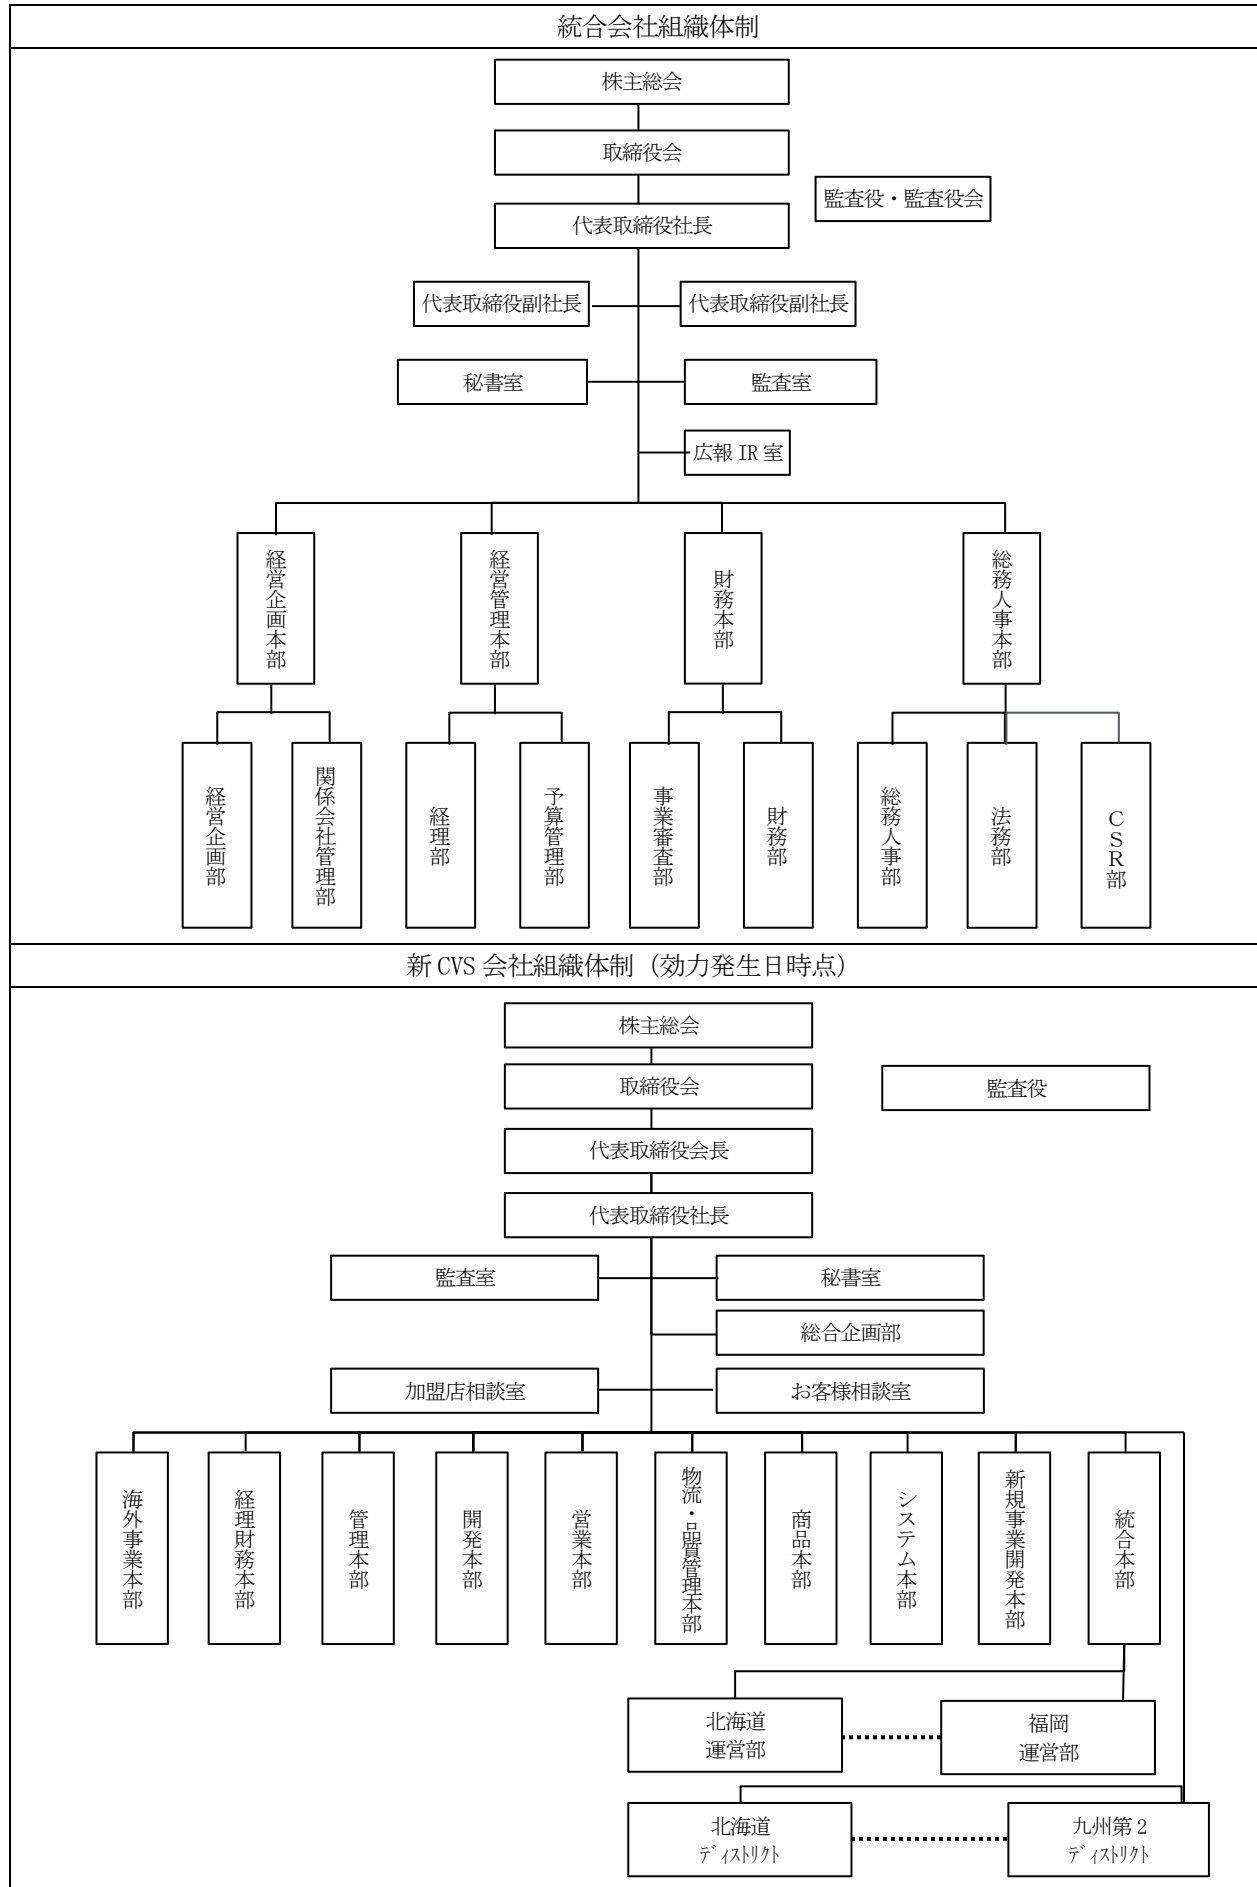 統合会社組織体制
株主総会
取締役会
監査役・監査役会
代表取締役社長
代表取締役副社長
代表取締役副社長
秘書室
監査室
広報 IR 室
経営企画本部
経営管理本部
財務本部
総務人事本部
経営企画部
関係会社管理部
経理部
予算管理部
事業審査部
財務部
総務人事部
法務部
CSR部
新 CVS 会社組織体制（効力発生日時点）
株主総会
取締役会
監査役
代表取締役会長
代表取締役社長
監査室
秘書室
総合企画部
加盟店相談室
お客様相談室
海外事業本部
経理財務本部
管理本部
開発本部
営業本部
物流・品質管理本部
商品本部
システム本部
新規事業開発本部
統合本部
北海道
運営部
福岡
運営部
北海道
ﾃﾞｨｽﾄﾘｸﾄ
九州第 2
ﾃﾞｨｽﾄﾘｸﾄ